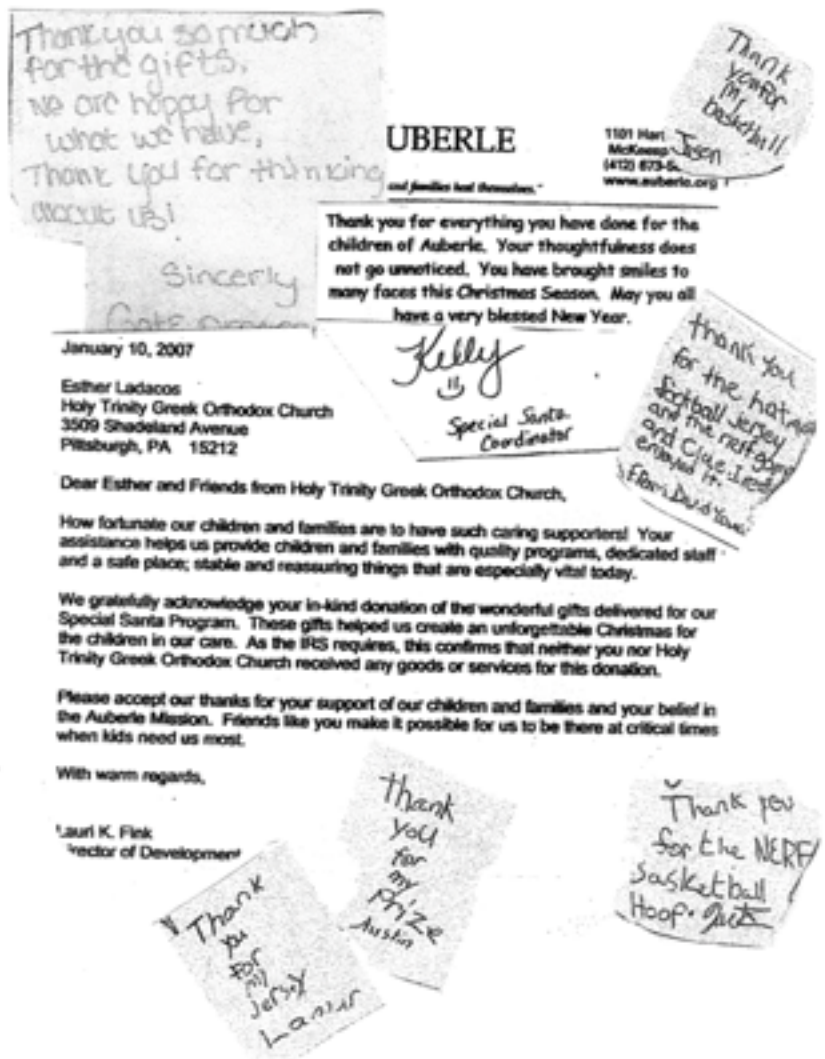 Thank you so much
for the gifts.
We are happy for
what we have.
Thank you for thinking
about us!
Sincerly
Thank
you for
my
basketball
Jason
AUBERLE
1101
McKeesp
(412) 673-5
www.auberle.org
and families heal themselves."
Thank you for everything you have done for the
children of Auberle. Your thoughtfulness does
not go unnoticed. You have brought smiles to
many faces this Christmas Season. May you all
have a very blessed New Year.
Kelly
Special Santa
Coordinator
thank you
for the hat
football jersey
and the nerf
and
enjoyed it.
From David
January 10, 2007
Esther Ladacos
Holy Trinity Greek Orthodox Church
3509 Shadeland Avenue
Pittsburgh, PA 15212
Dear Esther and Friends from Holy Trinity Greek Orthodox Church,
How fortunate our children and families are to have such caring supporters! Your
assistance helps us provide children and families with quality programs, dedicated staff
and a safe place; stable and reassuring things that are especially vital today.
We gratefully acknowledge your in-kind donation of the wonderful gifts delivered for our
Special Santa Program. These gifts helped us create an unforgettable Christmas for
the children in our care. As the IRS requires, this confirms that neither you nor Holy
Trinity Greek Orthodox Church received any goods or services for this donation.
Please accept our thanks for your support of our children and families and your belief in
the Auberle Mission. Friends like you make it possible for us to be there at critical times
when kids need us most.
With warm regards,
Lauri K. Fink
Director of Development
Thank
you
for
my
Jersey
Lamar
Thank
you
for
my
prize
Austin
Thank you
for the NERF
basketball
Hoop.